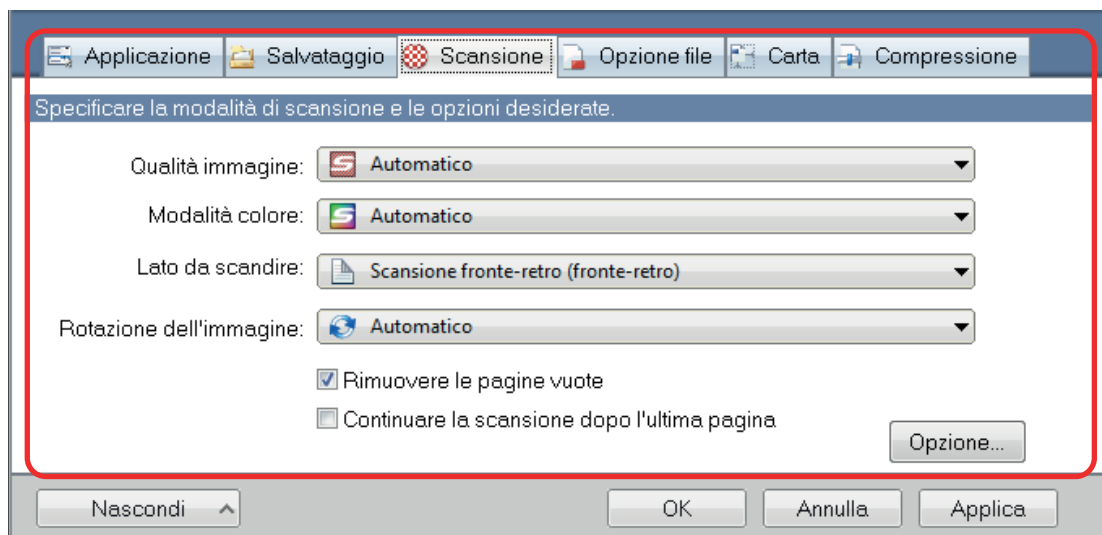 Applicazione Salvataggio Scansione Opzione file Carta Compressione
Specificare la modalità di scansione e le opzioni desiderate.
Qualità immagine: Automatico
Modalità colore: Automatico
Lato da scandire: Scansione fronte-retro (fronte-retro)
Rotazione dell'immagine: Automatico
Rimuovere le pagine vuote
Continuare la scansione dopo l'ultima pagina
Opzione...
Nascondi OK Annulla Applica